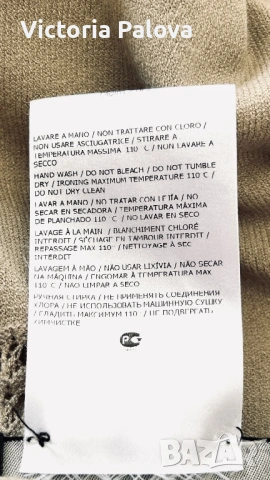 Victoria Palova
LAVARE A MANO / NON TRATTARE CON CLORO /
NON USARE ASCIUGATRICE / STIRARE A
TEMPERATURA MASSIMA 110°C / NON LAVARE A
SECCO
HAND WASH / DO NOT BLEACH / DO NOT TUMBLE
DRY / IRONING MAXIMUM TEMPERATURE 110°C /
DO NOT DRY CLEAN
LAVAR A MANO / NO TRATAR CON LEJÍA / NO
SECAR EN SECADORA / TEMPERATURA MÁXIMA
DE PLANCHADO 110°C / NO LAVAR EN SECO
LAVAGE À LA MAIN / BLANCHIMENT CHLORÉ
INTERDIT / SÉCHAGE EN TAMBOUR INTERDIT /
REPASSAGE MAX 110° / NETTOYAGE À SEC
INTERDIT
LAVAGEM À MÃO / NÃO USAR LIXÍVIA / NÃO SECAR
NA MÁQUINA / ENGOMAR À TEMPERATURA MAX
110°C / NÃO LIMPAR A SECO
РУЧНАЯ СТИРКА / НЕ ПРИМЕНЯТЬ СОЕДИНЕНИЯ
ХЛОРА / НЕ ИСПОЛЬЗОВАТЬ МАШИННУЮ СУШКУ
/ ГЛАДИТЬ МАКСИМУМ 110° / НЕ ПОДВЕРГАТЬ
ХИМЧИСТКЕ
BAZAR